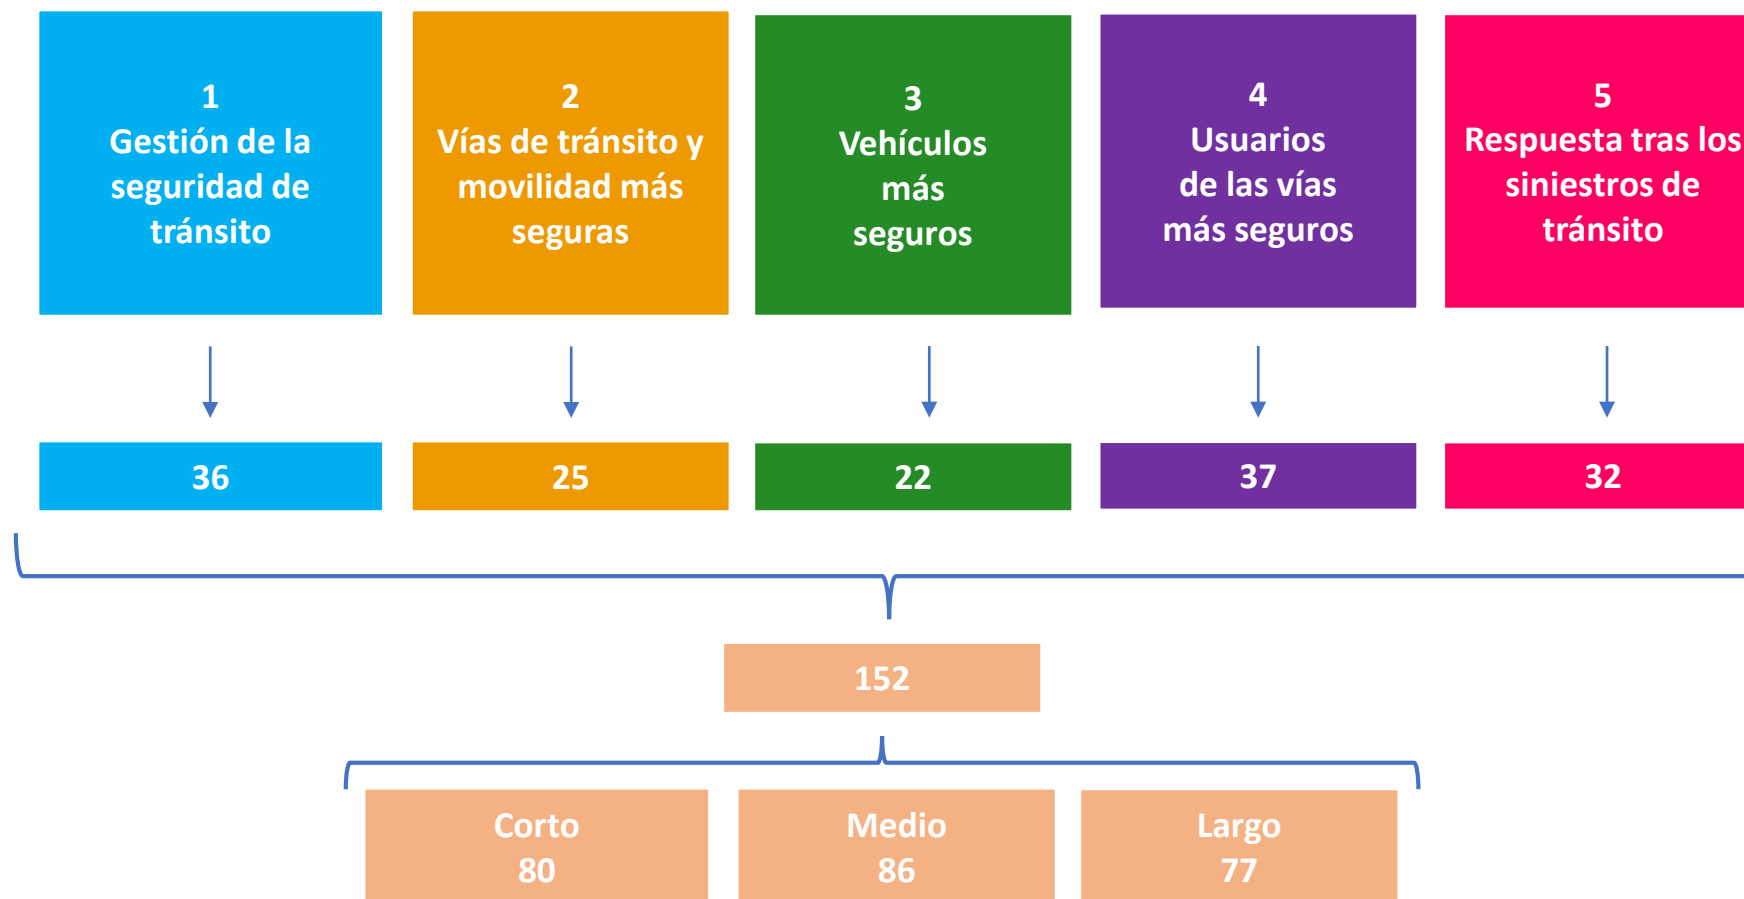 1
Gestión de la
seguridad de
tránsito
2
Vías de tránsito y
movilidad más
seguras
3
Vehículos
más
seguros
4
Usuarios
de las vías
más seguros
5
Respuesta tras los
siniestros de
tránsito
36
25
22
37
32
152
Corto
80
Medio
86
Largo
77